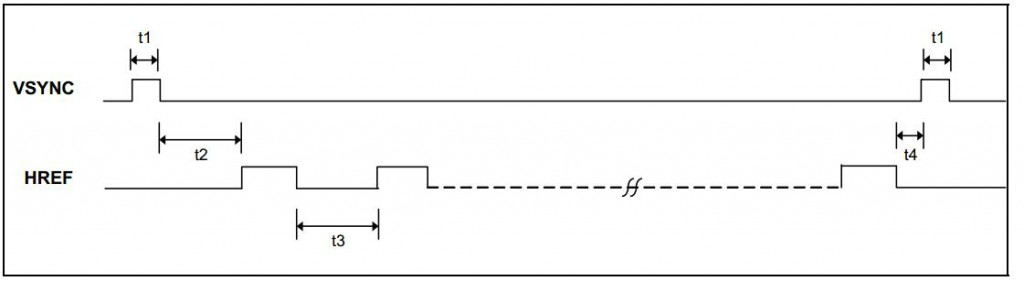 t1 t1
VSYNC
t2 t4
HREF
t3